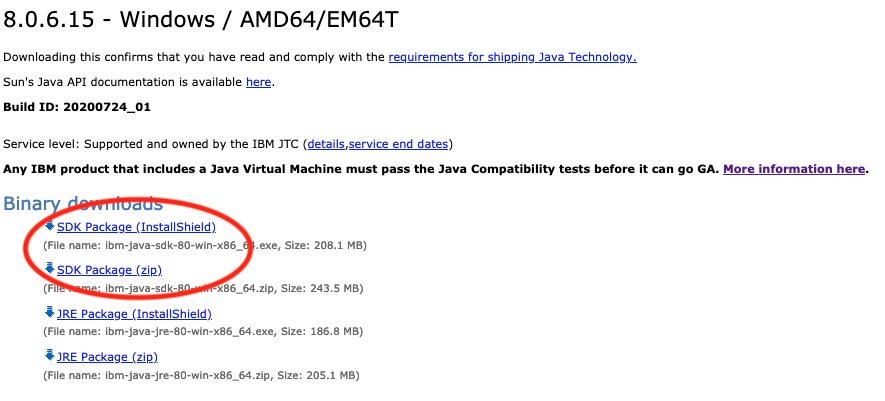 8.0.6.15 - Windows / AMD64/EM64T
Downloading this confirms that you have read and comply with the requirements for shipping Java Technology.
Sun's Java API documentation is available here.
Build ID: 20200724_01
Service level: Supported and owned by the IBM JTC (details,service end dates)
Any IBM product that includes a Java Virtual Machine must pass the Java Compatibility tests before it can go GA. More information here.
Binary downloads
SDK Package (InstallShield)
(File name: ibm-java-sdk-80-win-x86_64.exe, Size: 208.1 MB)
SDK Package (zip)
(File name: ibm-java-sdk-80-win-x86_64.zip, Size: 243.5 MB)
JRE Package (InstallShield)
(File name: ibm-java-jre-80-win-x86_64.exe, Size: 186.8 MB)
JRE Package (zip)
(File name: ibm-java-jre-80-win-x86_64.zip, Size: 205.1 MB)